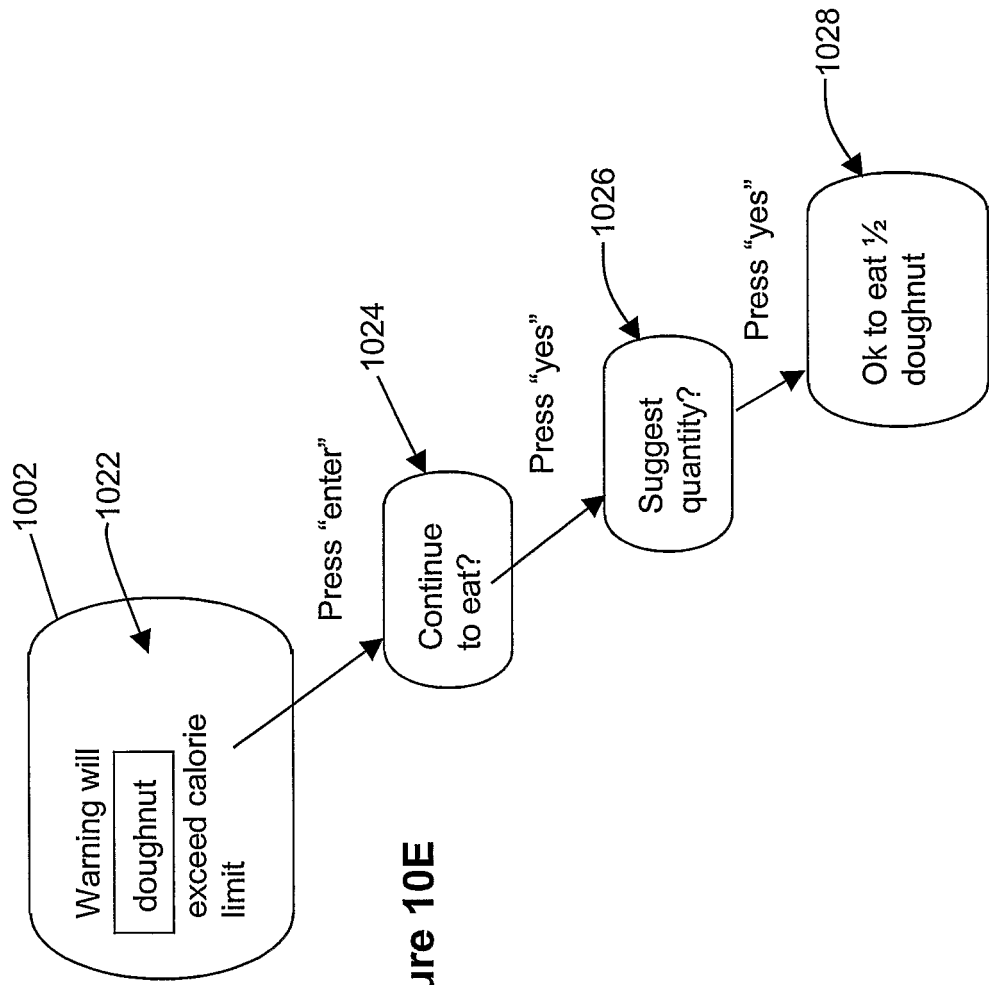 1002
1022
Warning will
doughnut
exceed calorie
limit
Press “enter”
1024
Continue
to eat?
Press “yes”
1026
Suggest
quantity?
Press “yes”
1028
Ok to eat ½
doughnut
ure 10E